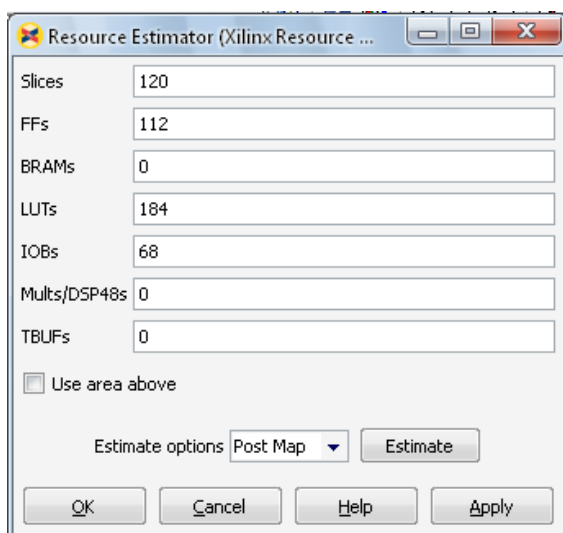 Resource Estimator (Xilinx Resource ...
Slices 120
FFs 112
BRAMs 0
LUTs 184
IOBs 68
Mults/DSP48s 0
TBUFs 0
Use area above
Estimate options Post Map Estimate
OK Cancel Help Apply